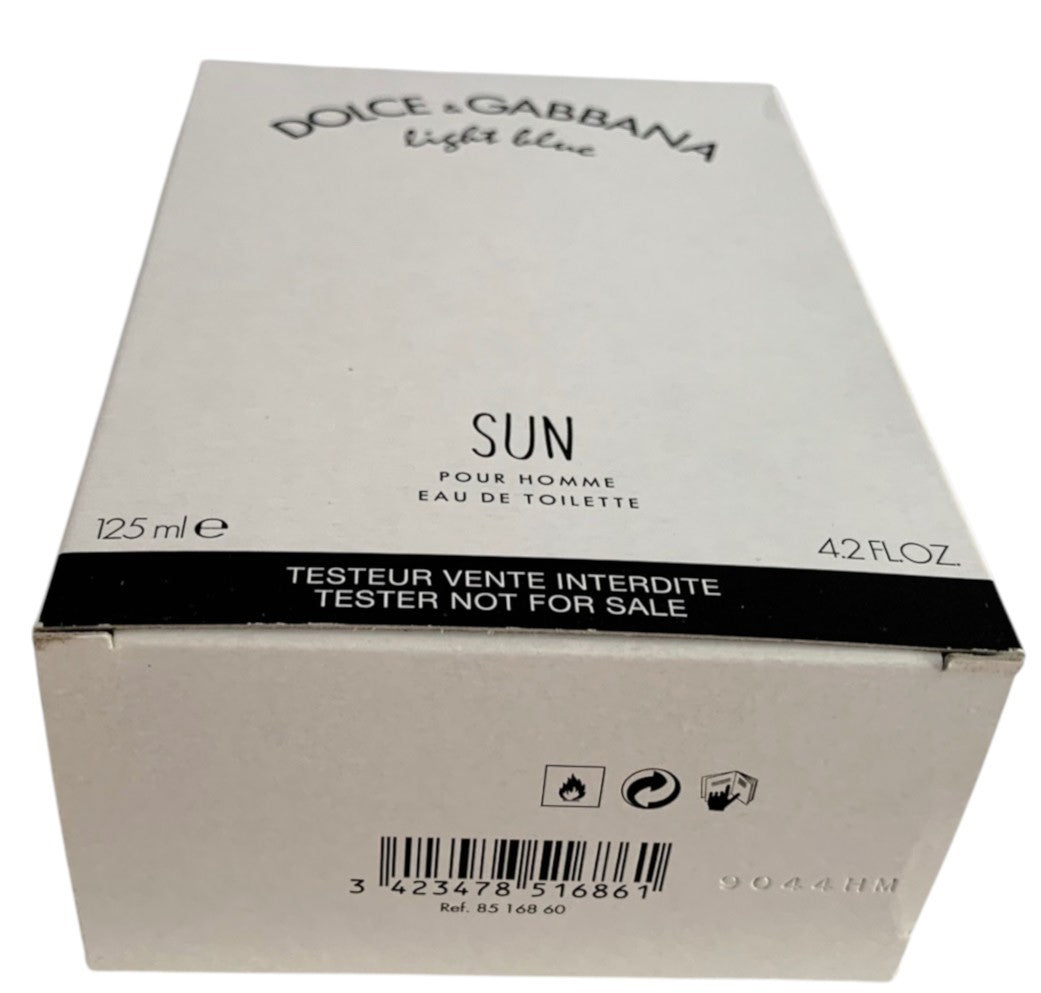 DOLCE & GABBANA
light blue
SUN
POUR HOMME
EAU DE TOILETTE
125 ml ℮
4.2 FL.OZ.
TESTEUR VENTE INTERDITE
TESTER NOT FOR SALE
3 423478 516861
Ref. 85 168 60
9044HM